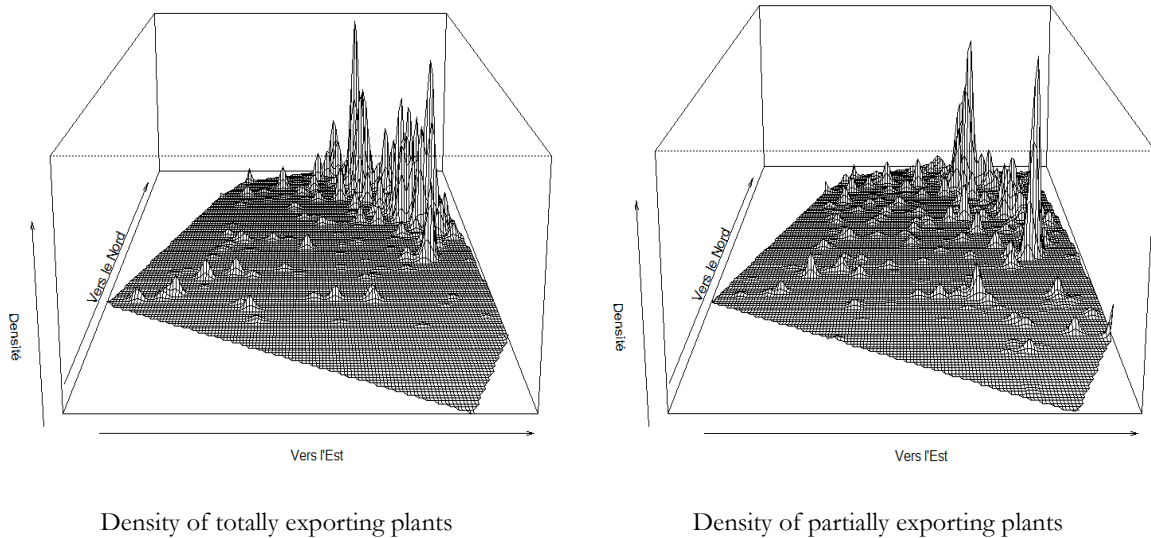 Densité
Vers le Nord
Vers l'Est
Densité
Vers le Nord
Vers l'Est
Density of totally exporting plants
Density of partially exporting plants